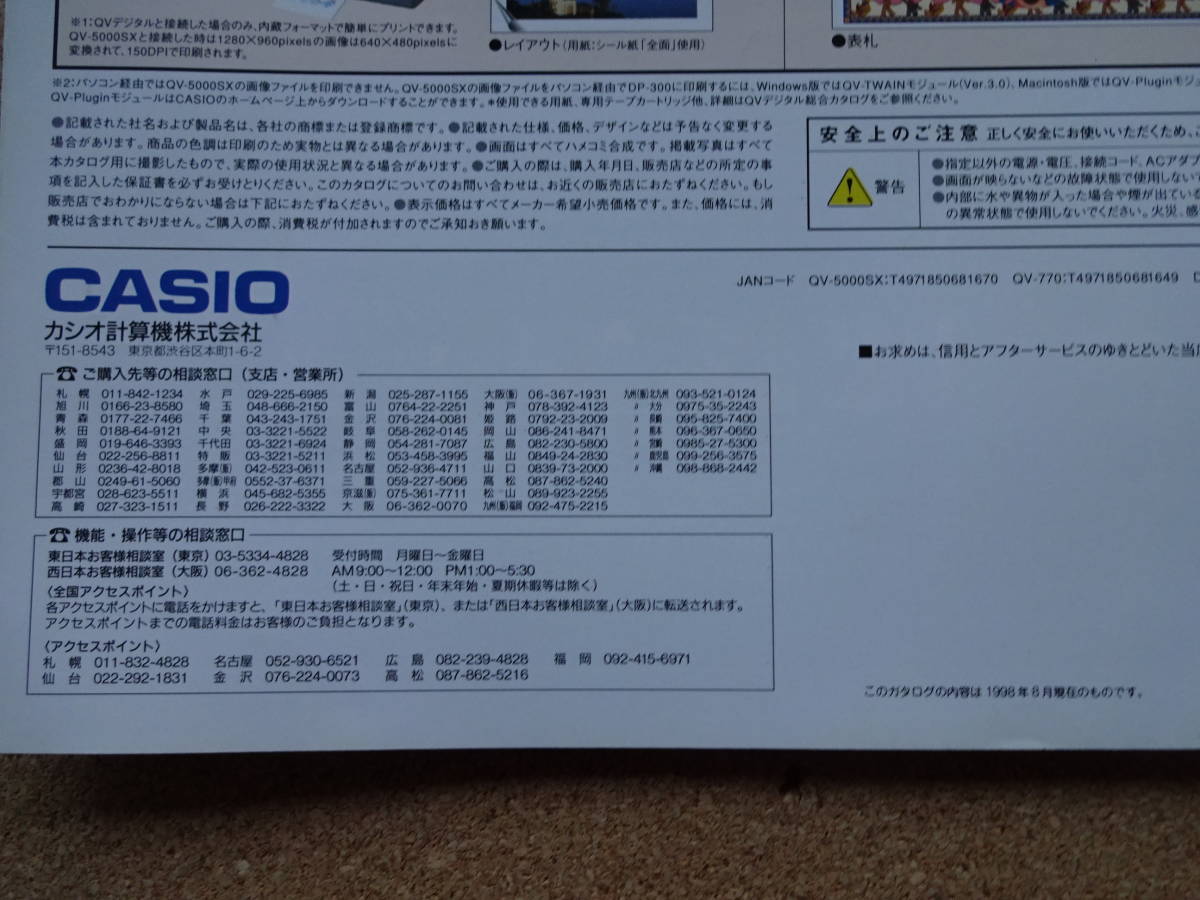 ※1:QVデジタルと接続した場合のみ、内蔵フォーマットで簡単にプリントできます。
QV-5000SXと接続した時は1280×960pixelsの画像は640×480pixelsに
変換されて、150DPIで印刷されます。
●レイアウト(用紙:シール紙「全面」使用)
●表札
※2:パソコン経由ではQV-5000SXの画像ファイルを印刷できません。QV-5000SXの画像ファイルをパソコン経由でDP-300に印刷するには、Windows版ではQV-TWAINモジュール(Ver.3.0)、Macintosh版ではQV-Pluginモジュ
QV-PluginモジュールはCASIOのホームページ上からダウンロードすることができます。●使用できる用紙、専用テープカートリッジ他、詳細はQVデジタル総合カタログをご参照ください。
●記載された社名および製品名は、各社の商標または登録商標です。●記載された仕様、価格、デザインなどは予告なく変更する
場合があります。商品の色調は印刷のため実物とは異なる場合があります。●画面はすべてハメコミ合成です。掲載写真はすべて
本カタログ用に撮影したもので、実際の使用状況と異なる場合があります。●ご購入の際は、購入年月日、販売店などの所定の事
項を記入した保証書を必ずお受けとりください。このカタログについてのお問い合わせは、お近くの販売店におたずねください。もし
販売店でおわかりにならない場合は下記におたずねください。●表示価格はすべてメーカー希望小売価格です。また、価格には、消
費税は含まれておりません。ご購入の際、消費税が付加されますのでご承知おき願います。
安全上のご注意 正しく安全にお使いいただくため、
警告
●指定以外の電源・電圧、接続コード、ACアダプ
●画面が映らないなどの故障状態で使用しないで
●内部に水や異物が入った場合や煙が出ている
の異常状態で使用しないでください。火災、感
CASIO
カシオ計算機株式会社
〒151-8543 東京都渋谷区本町1-6-2
JANコード QV-5000SX:T4971850681670 QV-770:T4971850681649 D
■お求めは、信用とアフターサービスのゆきとどいた当店
☎ ご購入先等の相談窓口(支店・営業所)
札幌 011-842-1234 水戸 029-225-6985 新潟 025-287-1155 大阪(販) 06-367-1931 九州(販)北九州 093-521-0124
旭川 0166-23-8580 埼玉 048-666-2150 富山 0764-22-2251 神戸 078-392-4123 〃 大分 0975-35-2243
青森 0177-22-7466 千葉 043-243-1751 金沢 076-224-0081 姫路 0792-23-2009 〃 長崎 095-825-7400
秋田 0188-64-9121 中央 03-3221-5522 岐阜 058-262-0145 岡山 086-241-8471 〃 熊本 096-367-0650
盛岡 019-646-3393 千代田 03-3221-6924 静岡 054-281-7087 広島 082-230-5800 〃 宮崎 0985-27-5300
仙台 022-256-8811 特販 03-3221-5211 浜松 053-458-3995 福山 0849-24-2830 〃 鹿児島 099-256-3575
山形 0236-42-8018 多摩(販) 042-523-0611 名古屋 052-936-4711 山口 0839-73-2000 〃 沖縄 098-868-2442
郡山 0249-61-5060 多摩(販)甲府 0552-37-6371 三重 059-227-5066 高松 087-862-5240
宇都宮 028-623-5511 横浜 045-682-5355 京滋(販) 075-361-7711 松山 089-923-2255
高崎 027-323-1511 長野 026-222-3322 大阪 06-362-0070 九州(販)福岡 092-475-2215
☎ 機能・操作等の相談窓口
東日本お客様相談室(東京)03-5334-4828 受付時間 月曜日〜金曜日
西日本お客様相談室(大阪)06-362-4828 AM9:00〜12:00 PM1:00〜5:30
(土・日・祝日・年末年始・夏期休暇等は除く)
〈全国アクセスポイント〉
各アクセスポイントに電話をかけますと、「東日本お客様相談室」(東京)、または「西日本お客様相談室」(大阪)に転送されます。
アクセスポイントまでの電話料金はお客様のご負担となります。
〈アクセスポイント〉
札幌 011-832-4828 名古屋 052-930-6521 広島 082-239-4828 福岡 092-415-6971
仙台 022-292-1831 金沢 076-224-0073 高松 087-862-5216
このカタログの内容は1998年8月現在のものです。